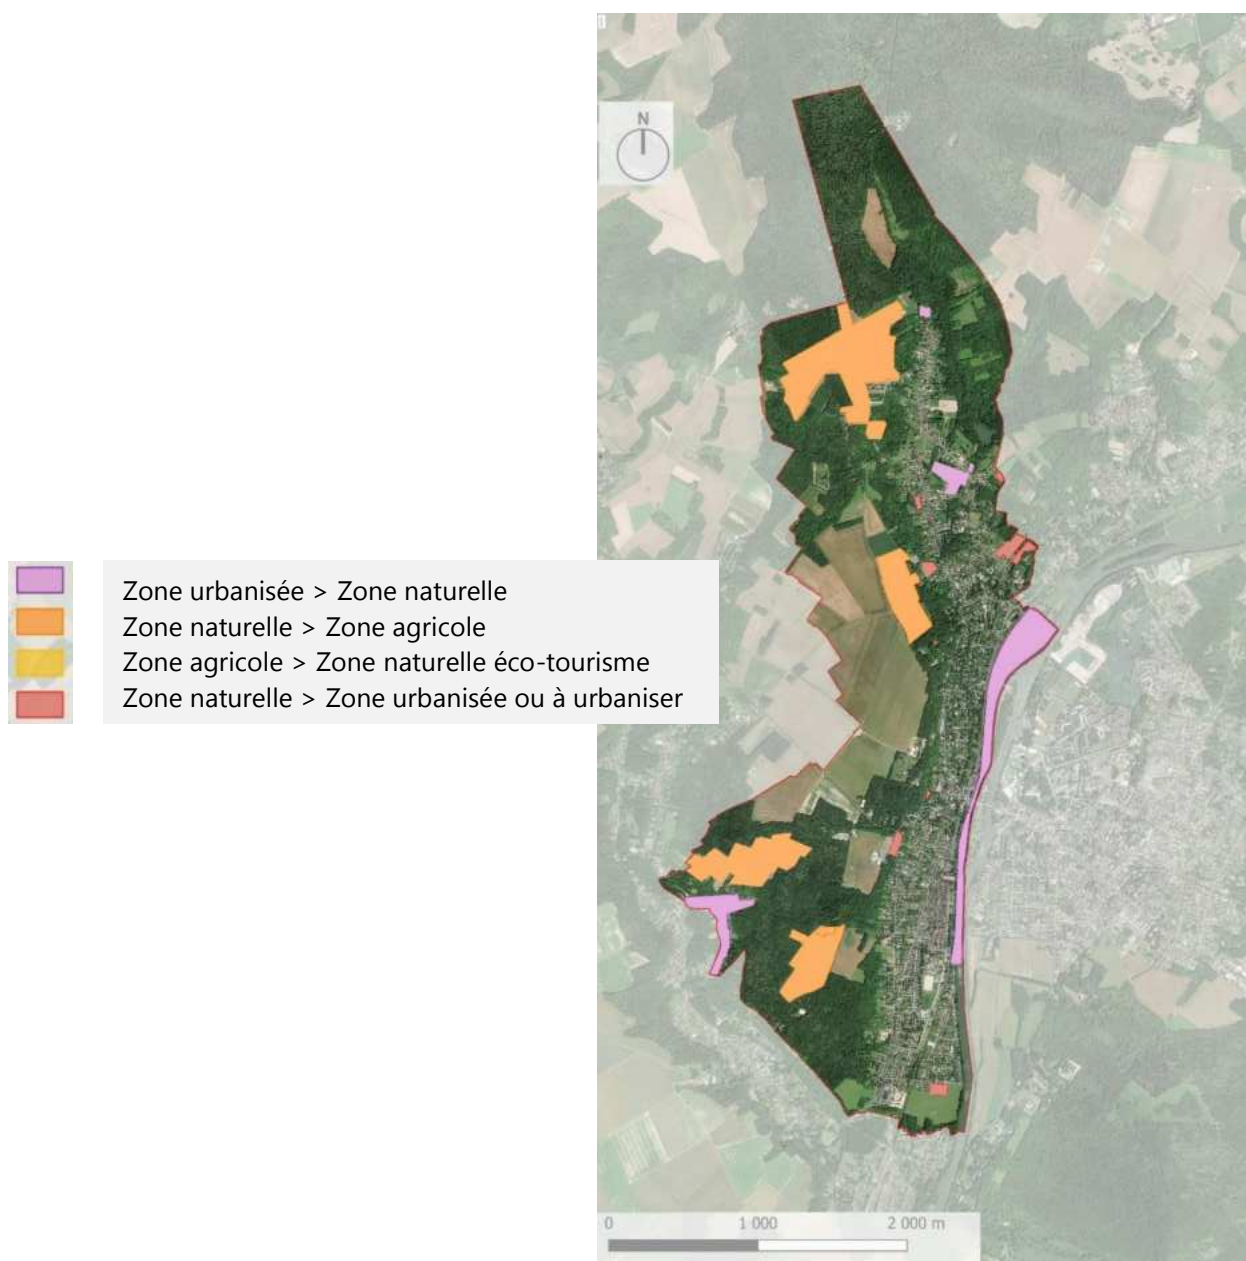 N
Zone urbanisée > Zone naturelle
Zone naturelle > Zone agricole
Zone agricole > Zone naturelle éco-tourisme
Zone naturelle > Zone urbanisée ou à urbaniser
0 1 000 2 000 m